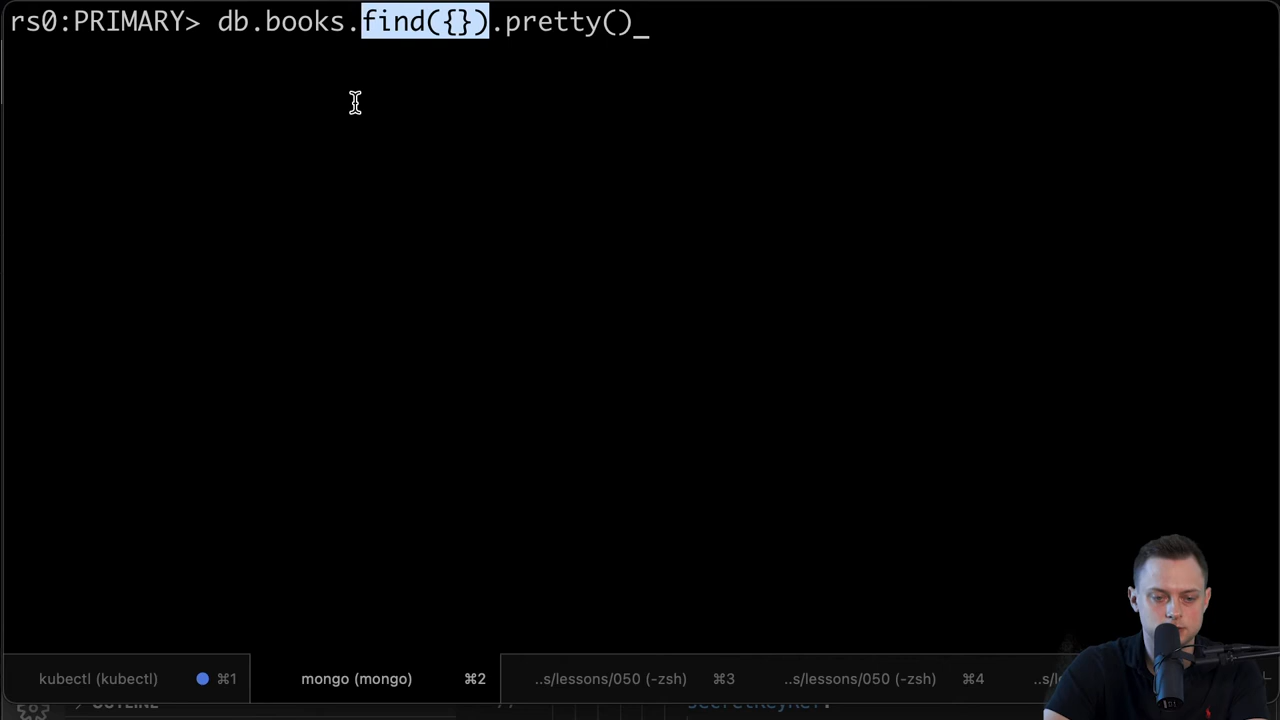 rs0:PRIMARY> db.books.find({}).pretty()_
kubectl (kubectl) ⌘1 mongo (mongo) ⌘2 ..s/lessons/050 (-zsh) ⌘3 ..s/lessons/050 (-zsh) ⌘4 ..s/l
OUTLINE